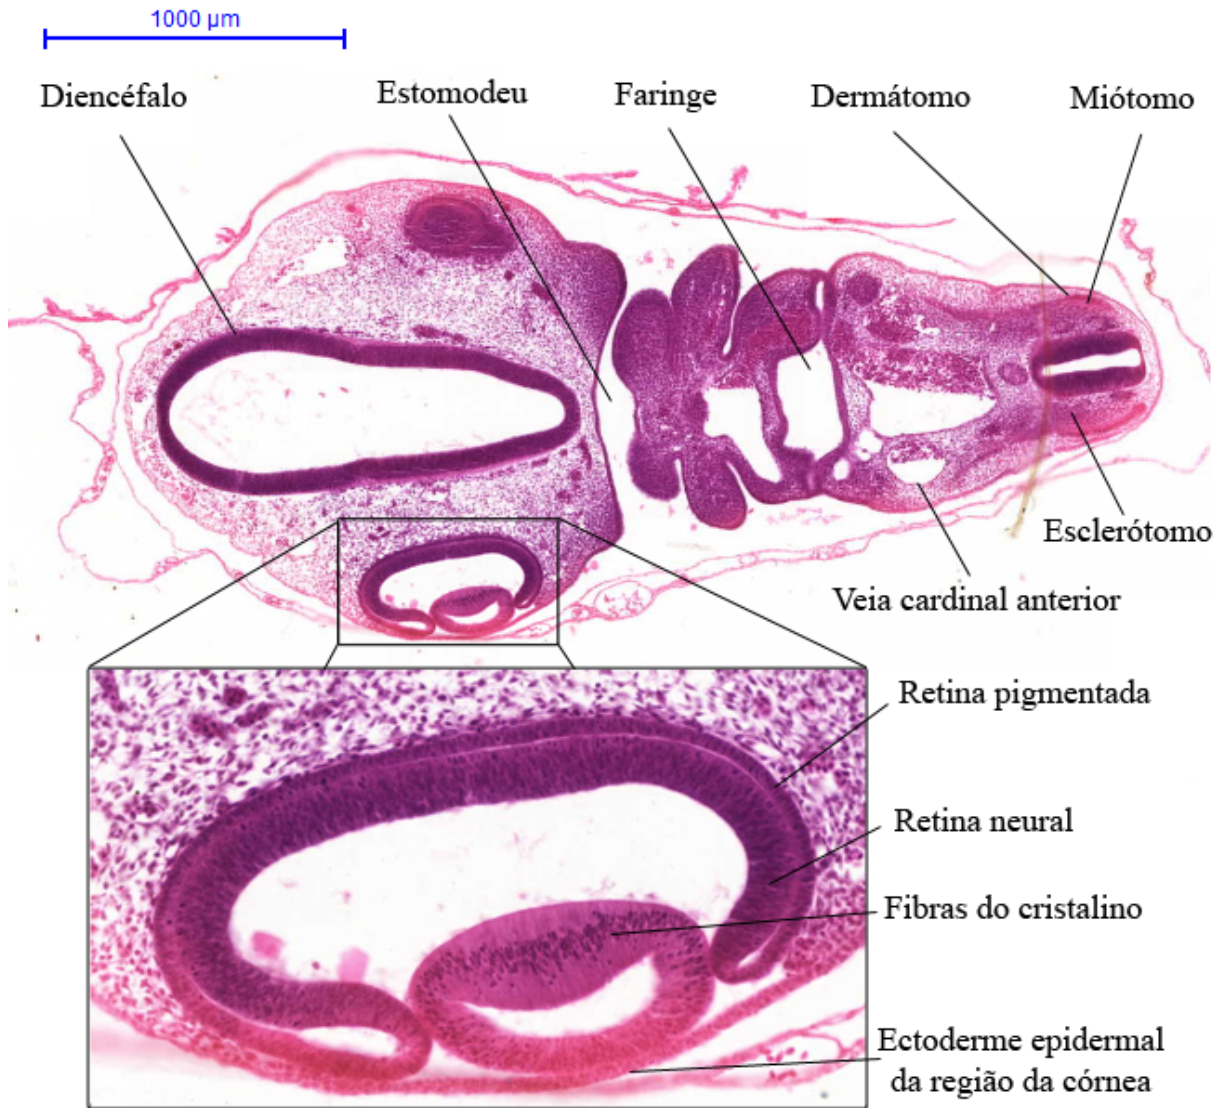 1000 µm
Diencéfalo
Estomodeu
Faringe
Dermátomo
Miótomo
Esclerótomo
Veia cardinal anterior
Retina pigmentada
Retina neural
Fibras do cristalino
Ectoderme epidermal
da região da córnea